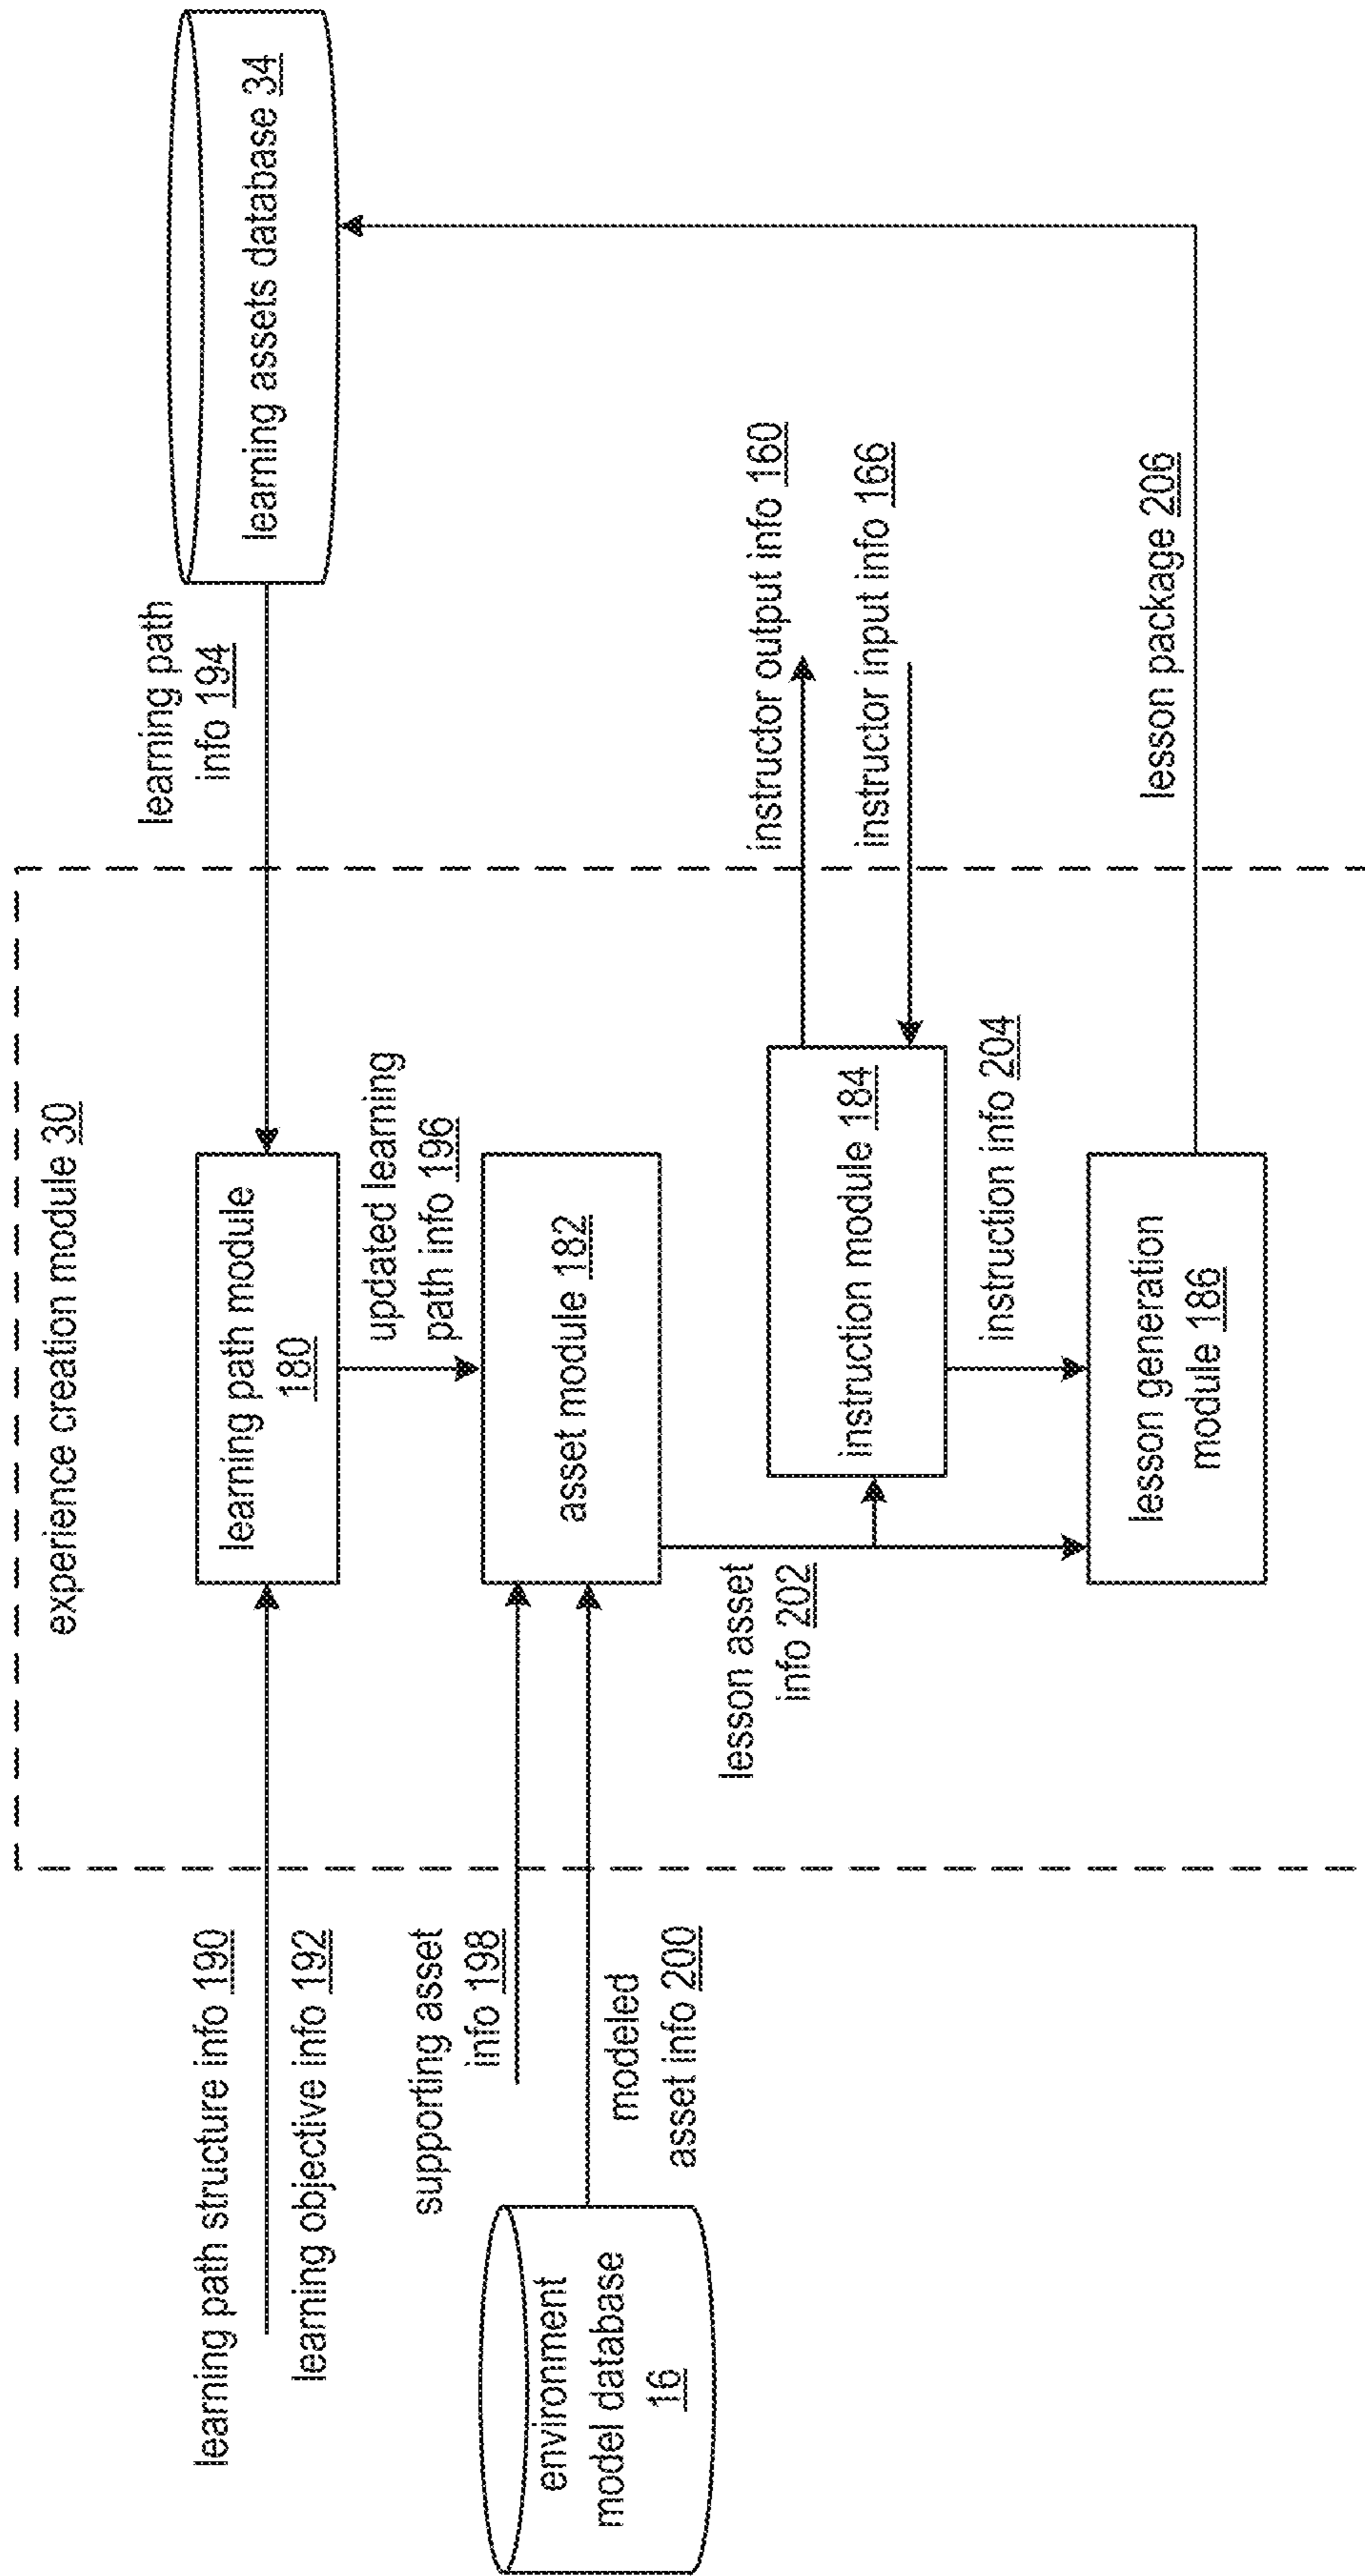 experience creation module 30
learning path structure info 190
learning objective info 192
learning path module
180
learning path
info 194
learning assets database 34
updated learning
path info 196
supporting asset
info 198
asset module 182
environment
model database
16
modeled
asset info 200
lesson asset
info 202
instruction module 184
instructor output info 160
instructor input info 166
instruction info 204
lesson generation
module 186
lesson package 206